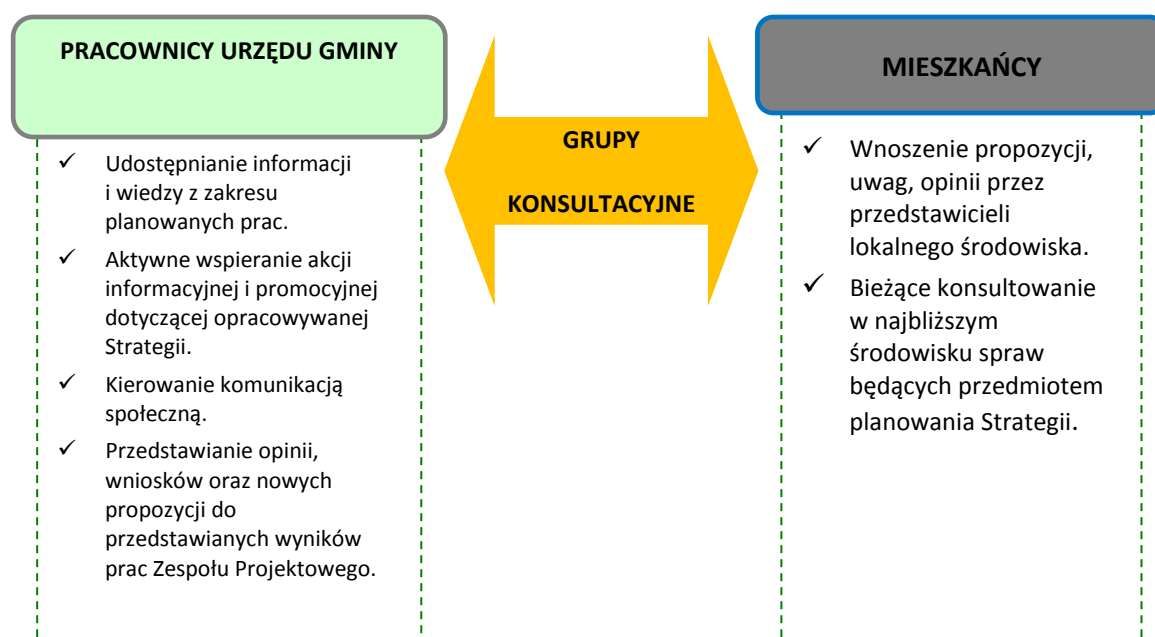 PRACOWNICY URZĘDU GMINY
Udostępnianie informacji
i wiedzy z zakresu
planowanych prac.
Aktywne wspieranie akcji
informacyjnej i promocyjnej
dotyczącej opracowywanej
Strategii.
Kierowanie komunikacją
społeczną.
Przedstawianie opinii,
wniosków oraz nowych
propozycji do
przedstawianych wyników
prac Zespołu Projektowego.
GRUPY
KONSULTACYJNE
MIESZKAŃCY
Wnoszenie propozycji,
uwag, opinii przez
przedstawicieli
lokalnego środowiska.
Bieżące konsultowanie
w najbliższym
środowisku spraw
będących przedmiotem
planowania Strategii.